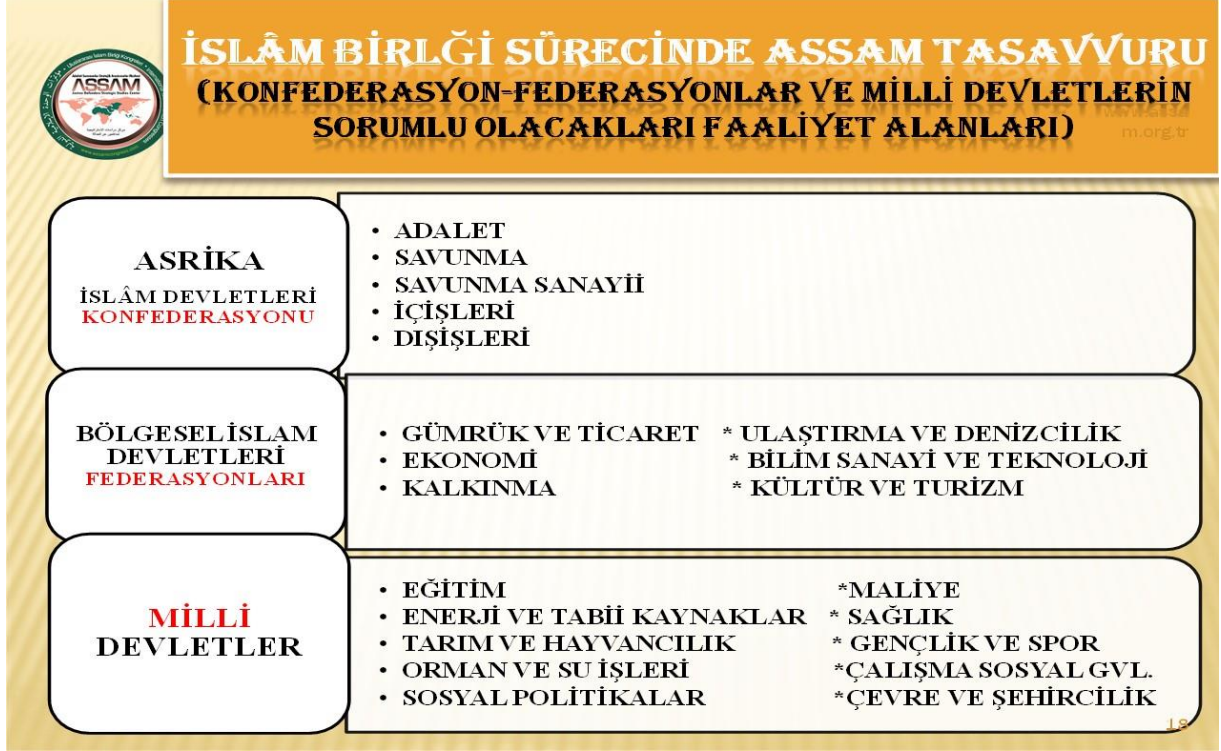 İSLÂM BİRLĞİ SÜRECİNDE ASSAM TASAVVURU
(KONFEDERASYON-FEDERASYONLAR VE MİLLİ DEVLETLERİN
SORUMLU OLACAKLARI FAALİYET ALANLARI)
m.org.tr
ASSAM
ASRİKA
İSLÂM DEVLETLERİ
KONFEDERASYONU
• ADALET
• SAVUNMA
• SAVUNMA SANAYİİ
• İÇİŞLERİ
• DIŞİŞLERİ
BÖLGESEL İSLAM
DEVLETLERİ
FEDERASYONLARI
• GÜMRÜK VE TİCARET * ULAŞTIRMA VE DENİZCİLİK
• EKONOMİ * BİLİM SANAYİ VE TEKNOLOJİ
• KALKINMA * KÜLTÜR VE TURİZM
MİLLİ
DEVLETLER
• EĞİTİM *MALİYE
• ENERJİ VE TABİİ KAYNAKLAR * SAĞLIK
• TARIM VE HAYVANCILIK * GENÇLİK VE SPOR
• ORMAN VE SU İŞLERİ *ÇALIŞMA SOSYAL GVL.
• SOSYAL POLİTİKALAR *ÇEVRE VE ŞEHİRCİLİK
18